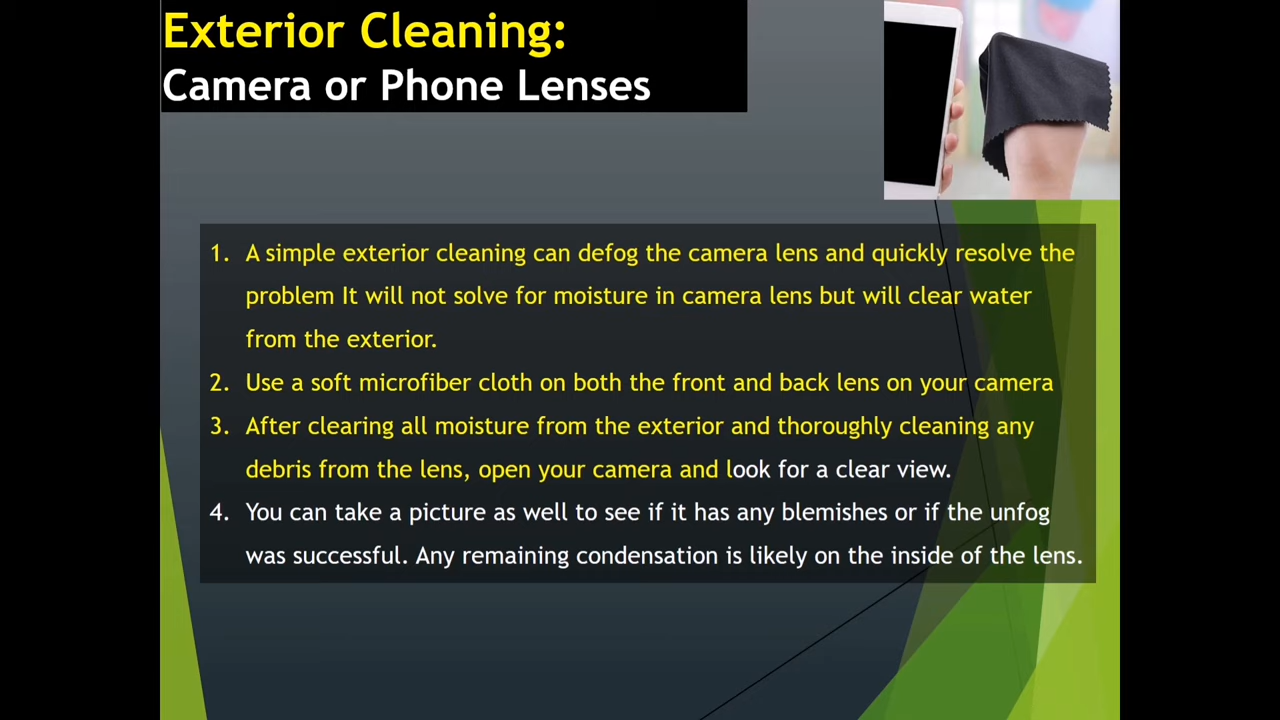 Exterior Cleaning:
Camera or Phone Lenses
1. A simple exterior cleaning can defog the camera lens and quickly resolve the
problem It will not solve for moisture in camera lens but will clear water
from the exterior.
2. Use a soft microfiber cloth on both the front and back lens on your camera
3. After clearing all moisture from the exterior and thoroughly cleaning any
debris from the lens, open your camera and look for a clear view.
4. You can take a picture as well to see if it has any blemishes or if the unfog
was successful. Any remaining condensation is likely on the inside of the lens.